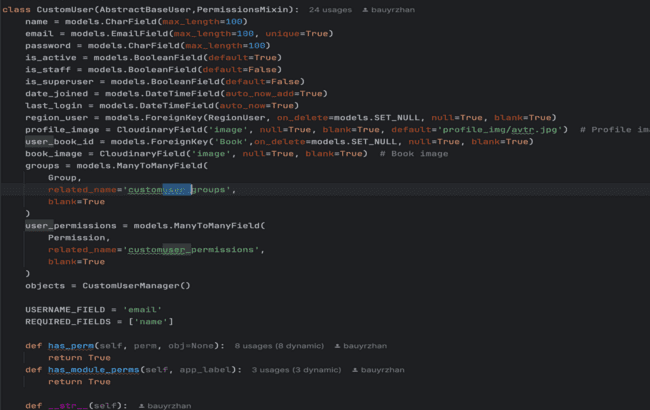 class CustomUser(AbstractBaseUser,PermissionsMixin): 24 usages bauyrzhan
name = models.CharField(max_length=100)
email = models.EmailField(max_length=100, unique=True)
password = models.CharField(max_length=100)
is_active = models.BooleanField(default=True)
is_staff = models.BooleanField(default=False)
is_superuser = models.BooleanField(default=False)
date_joined = models.DateTimeField(auto_now_add=True)
last_login = models.DateTimeField(auto_now=True)
region_user = models.ForeignKey(RegionUser, on_delete=models.SET_NULL, null=True, blank=True)
profile_image = CloudinaryField('image', null=True, blank=True, default='profile_img/avtr.jpg') # Profile im
user_book_id = models.ForeignKey('Book',on_delete=models.SET_NULL, null=True, blank=True)
book_image = CloudinaryField('image', null=True, blank=True) # Book image
groups = models.ManyToManyField(
Group,
related_name='customuser_groups',
blank=True
)
user_permissions = models.ManyToManyField(
Permission,
related_name='customuser_permissions',
blank=True
)
objects = CustomUserManager()
USERNAME_FIELD = 'email'
REQUIRED_FIELDS = ['name']
def has_perm(self, perm, obj=None): 8 usages (8 dynamic) bauyrzhan
return True
def has_module_perms(self, app_label): 3 usages (3 dynamic) bauyrzhan
return True
def __str__(self): bauyrzhan